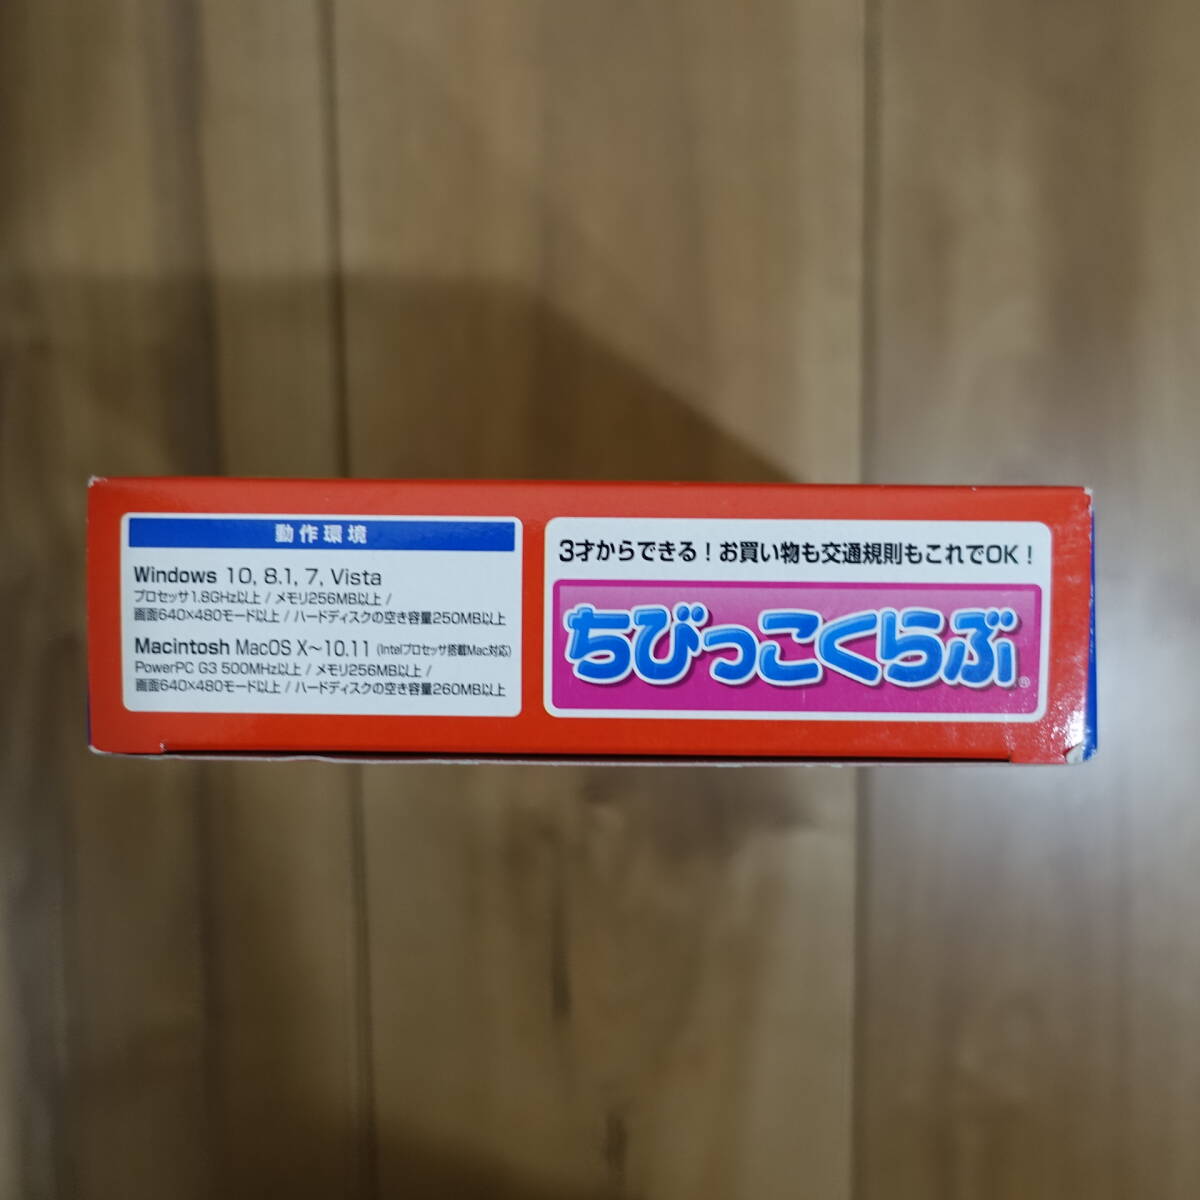 動作環境
Windows 10, 8.1, 7, Vista
プロセッサ1.8GHz以上 / メモリ256MB以上 /
画面640×480モード以上 / ハードディスクの空き容量250MB以上
Macintosh MacOS X～10.11 (Intelプロセッサ搭載Mac対応)
PowerPC G3 500MHz以上 / メモリ256MB以上 /
画面640×480モード以上 / ハードディスクの空き容量260MB以上
3才からできる！お買い物も交通規則もこれでOK！
ちびっこくらぶ®